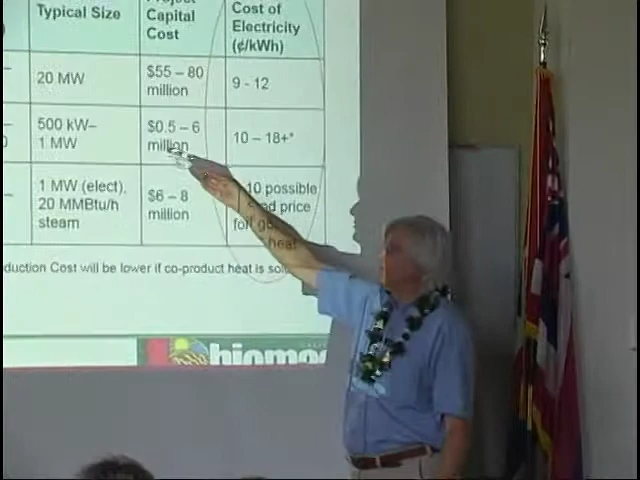 Typical Size
Project
Capital
Cost
Cost of
Electricity
(¢/kWh)
20 MW
$55 – 80
million
9 - 12
500 kW–
1 MW
$0.5 – 6
million
10 – 18+*
1 MW (elect),
20 MMBtu/h
steam
$6 – 8
million
10 possible
price
for
heat
duction Cost will be lower if co-product heat is